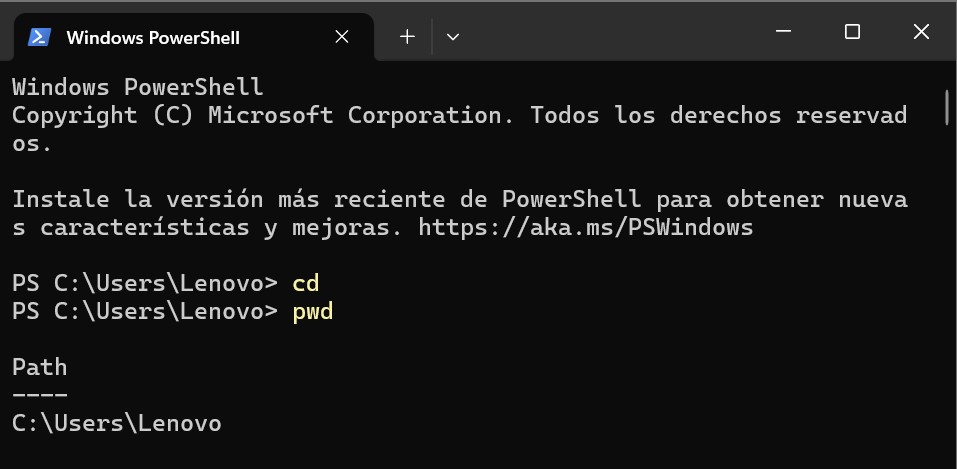 Windows PowerShell
Windows PowerShell
Copyright (C) Microsoft Corporation. Todos los derechos reservad
os.
Instale la versión más reciente de PowerShell para obtener nueva
s características y mejoras. https://aka.ms/PSWindows
PS C:\Users\Lenovo> cd
PS C:\Users\Lenovo> pwd
Path
----
C:\Users\Lenovo